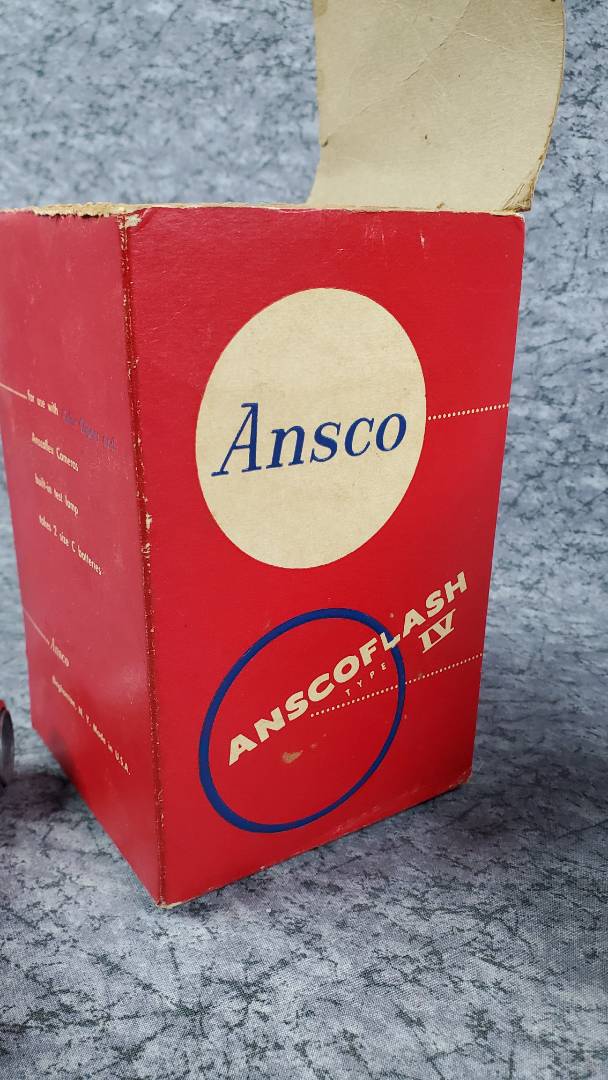 for use with
Anscoflex Cameras
built-in test lamp
takes 2 size C batteries
Ansco
Binghamton, N. Y. Made in U.S.A.
Ansco
ANSCOFLASH
TYPE
IV